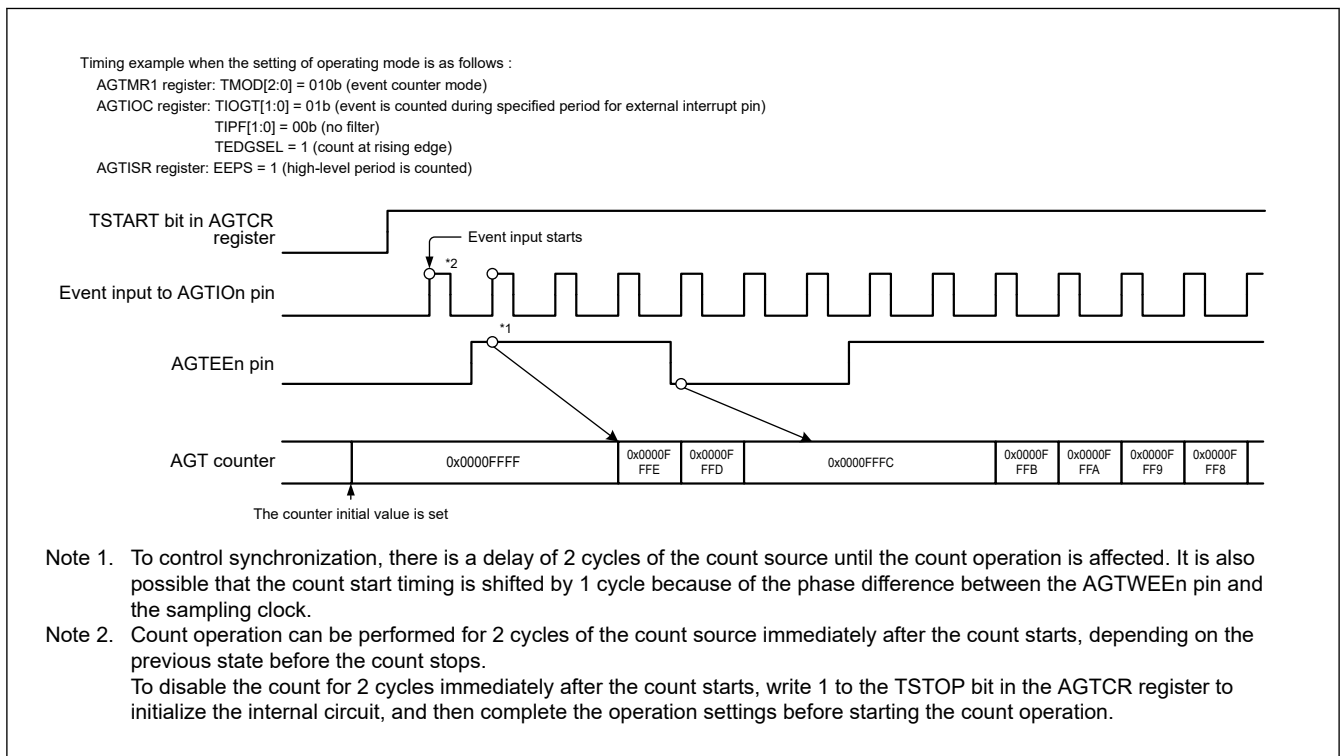 Timing example when the setting of operating mode is as follows :
AGTMR1 register: TMOD[2:0] = 010b (event counter mode)
AGTIOC register: TIOGT[1:0] = 01b (event is counted during specified period for external interrupt pin)
TIPF[1:0] = 00b (no filter)
TEDGSEL = 1 (count at rising edge)
AGTISR register: EEPS = 1 (high-level period is counted)
TSTART bit in AGTCR
register
Event input starts
*2
Event input to AGTIOn pin
*1
AGTEEn pin
AGT counter
0x0000FFFF
0x0000F
FFE
0x0000F
FFD
0x0000FFFC
0x0000F
FFB
0x0000F
FFA
0x0000F
FF9
0x0000F
FF8
The counter initial value is set
Note 1. To control synchronization, there is a delay of 2 cycles of the count source until the count operation is affected. It is also
possible that the count start timing is shifted by 1 cycle because of the phase difference between the AGTWEEn pin and
the sampling clock.
Note 2. Count operation can be performed for 2 cycles of the count source immediately after the count starts, depending on the
previous state before the count stops.
To disable the count for 2 cycles immediately after the count starts, write 1 to the TSTOP bit in the AGTCR register to
initialize the internal circuit, and then complete the operation settings before starting the count operation.